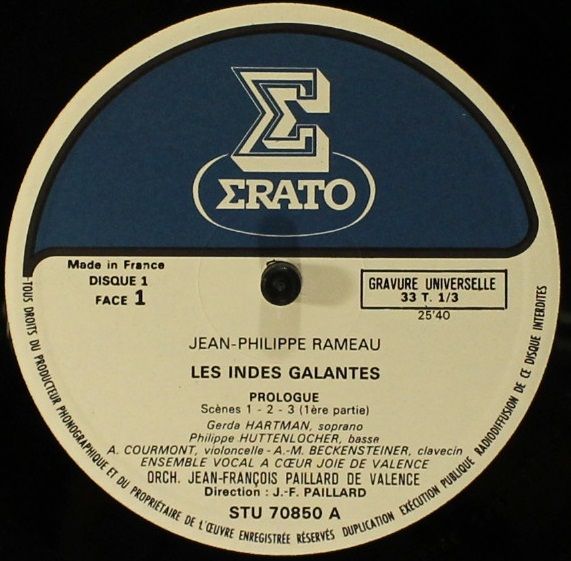 Σ
ΣRATO
Made in France
DISQUE 1
FACE 1
GRAVURE UNIVERSELLE
33 T. 1/3
25'40
JEAN-PHILIPPE RAMEAU
LES INDES GALANTES
PROLOGUE
Scènes 1 - 2 - 3 (1ère partie)
Gerda HARTMAN, soprano
Philippe HUTTENLOCHER, basse
A. COURMONT, violoncelle - A.-M. BECKENSTEINER, clavecin
ENSEMBLE VOCAL A CŒUR JOIE DE VALENCE
ORCH. JEAN-FRANÇOIS PAILLARD DE VALENCE
Direction : J.-F. PAILLARD
STU 70850 A
TOUS DROITS DU PRODUCTEUR PHONOGRAPHIQUE ET DU PROPRIÉTAIRE DE L'ŒUVRE ENREGISTRÉE RÉSERVÉS DUPLICATION EXÉCUTION PUBLIQUE RADIODIFFUSION DE CE DISQUE INTERDITES